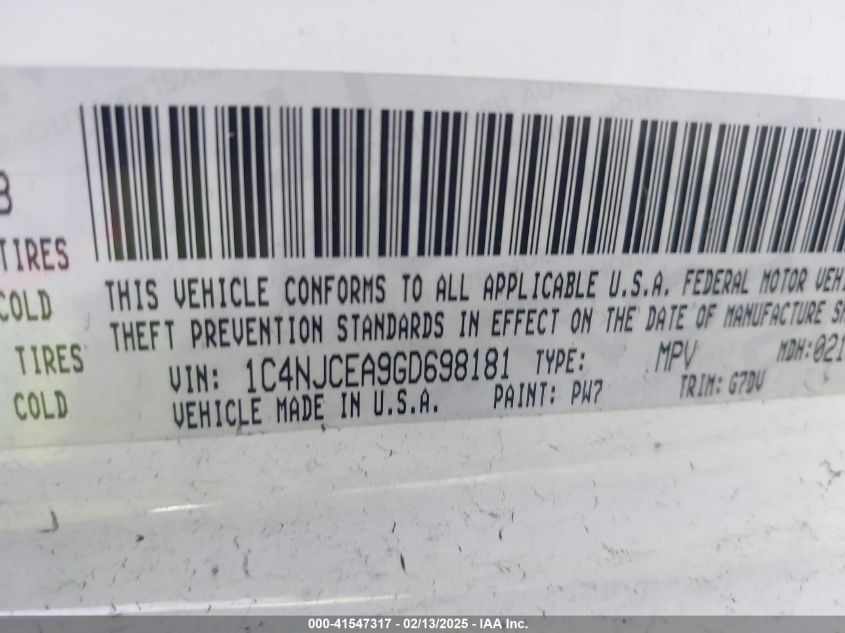 8
TIRES
COLD
TIRES
COLD
THIS VEHICLE CONFORMS TO ALL APPLICABLE U.S.A. FEDERAL MOTOR VEHI
THEFT PREVENTION STANDARDS IN EFFECT ON THE DATE OF MANUFACTURE SH
VIN: 1C4NJCEA9GD698181 TYPE: MPV MDH:021
VEHICLE MADE IN U.S.A. PAINT: PW7 TRIM: G7DV
000-41547317 - 02/13/2025 - IAA Inc.